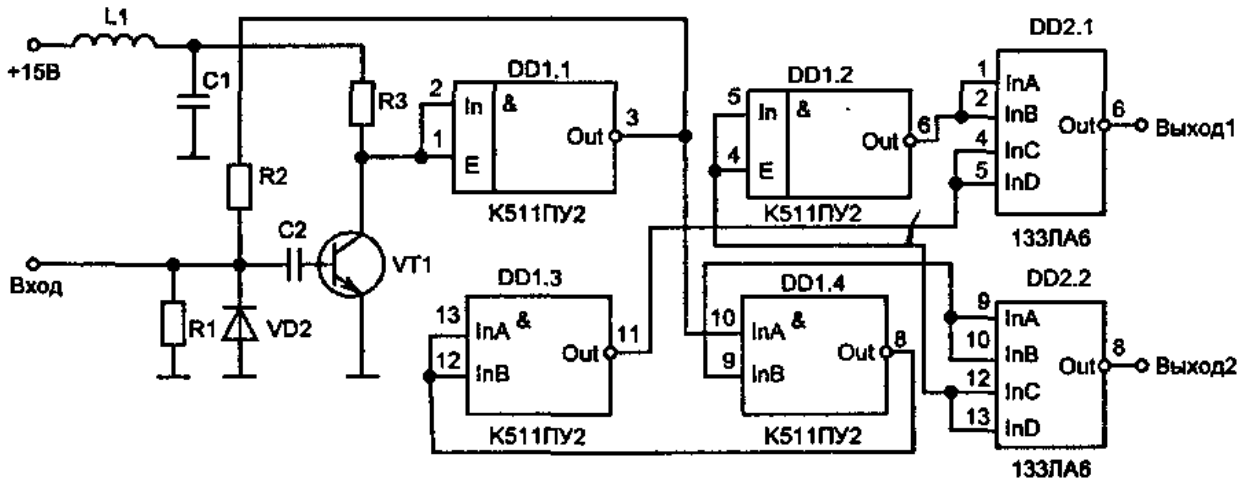 L1
+15В
C1
R3
R2
C2
VT1
Вход
R1
VD2
DD1.1
2
In
&
1
E
Out
3
К511ПУ2
DD1.2
5
In
&
4
E
Out
6
К511ПУ2
DD2.1
1
InA
2
InB
4
InC
5
InD
Out
6
Выход1
133ЛА6
DD1.3
13
InA
&
12
InB
Out
11
К511ПУ2
DD1.4
10
InA
&
9
InB
Out
8
К511ПУ2
DD2.2
9
InA
10
InB
12
InC
13
InD
Out
8
Выход2
133ЛА6